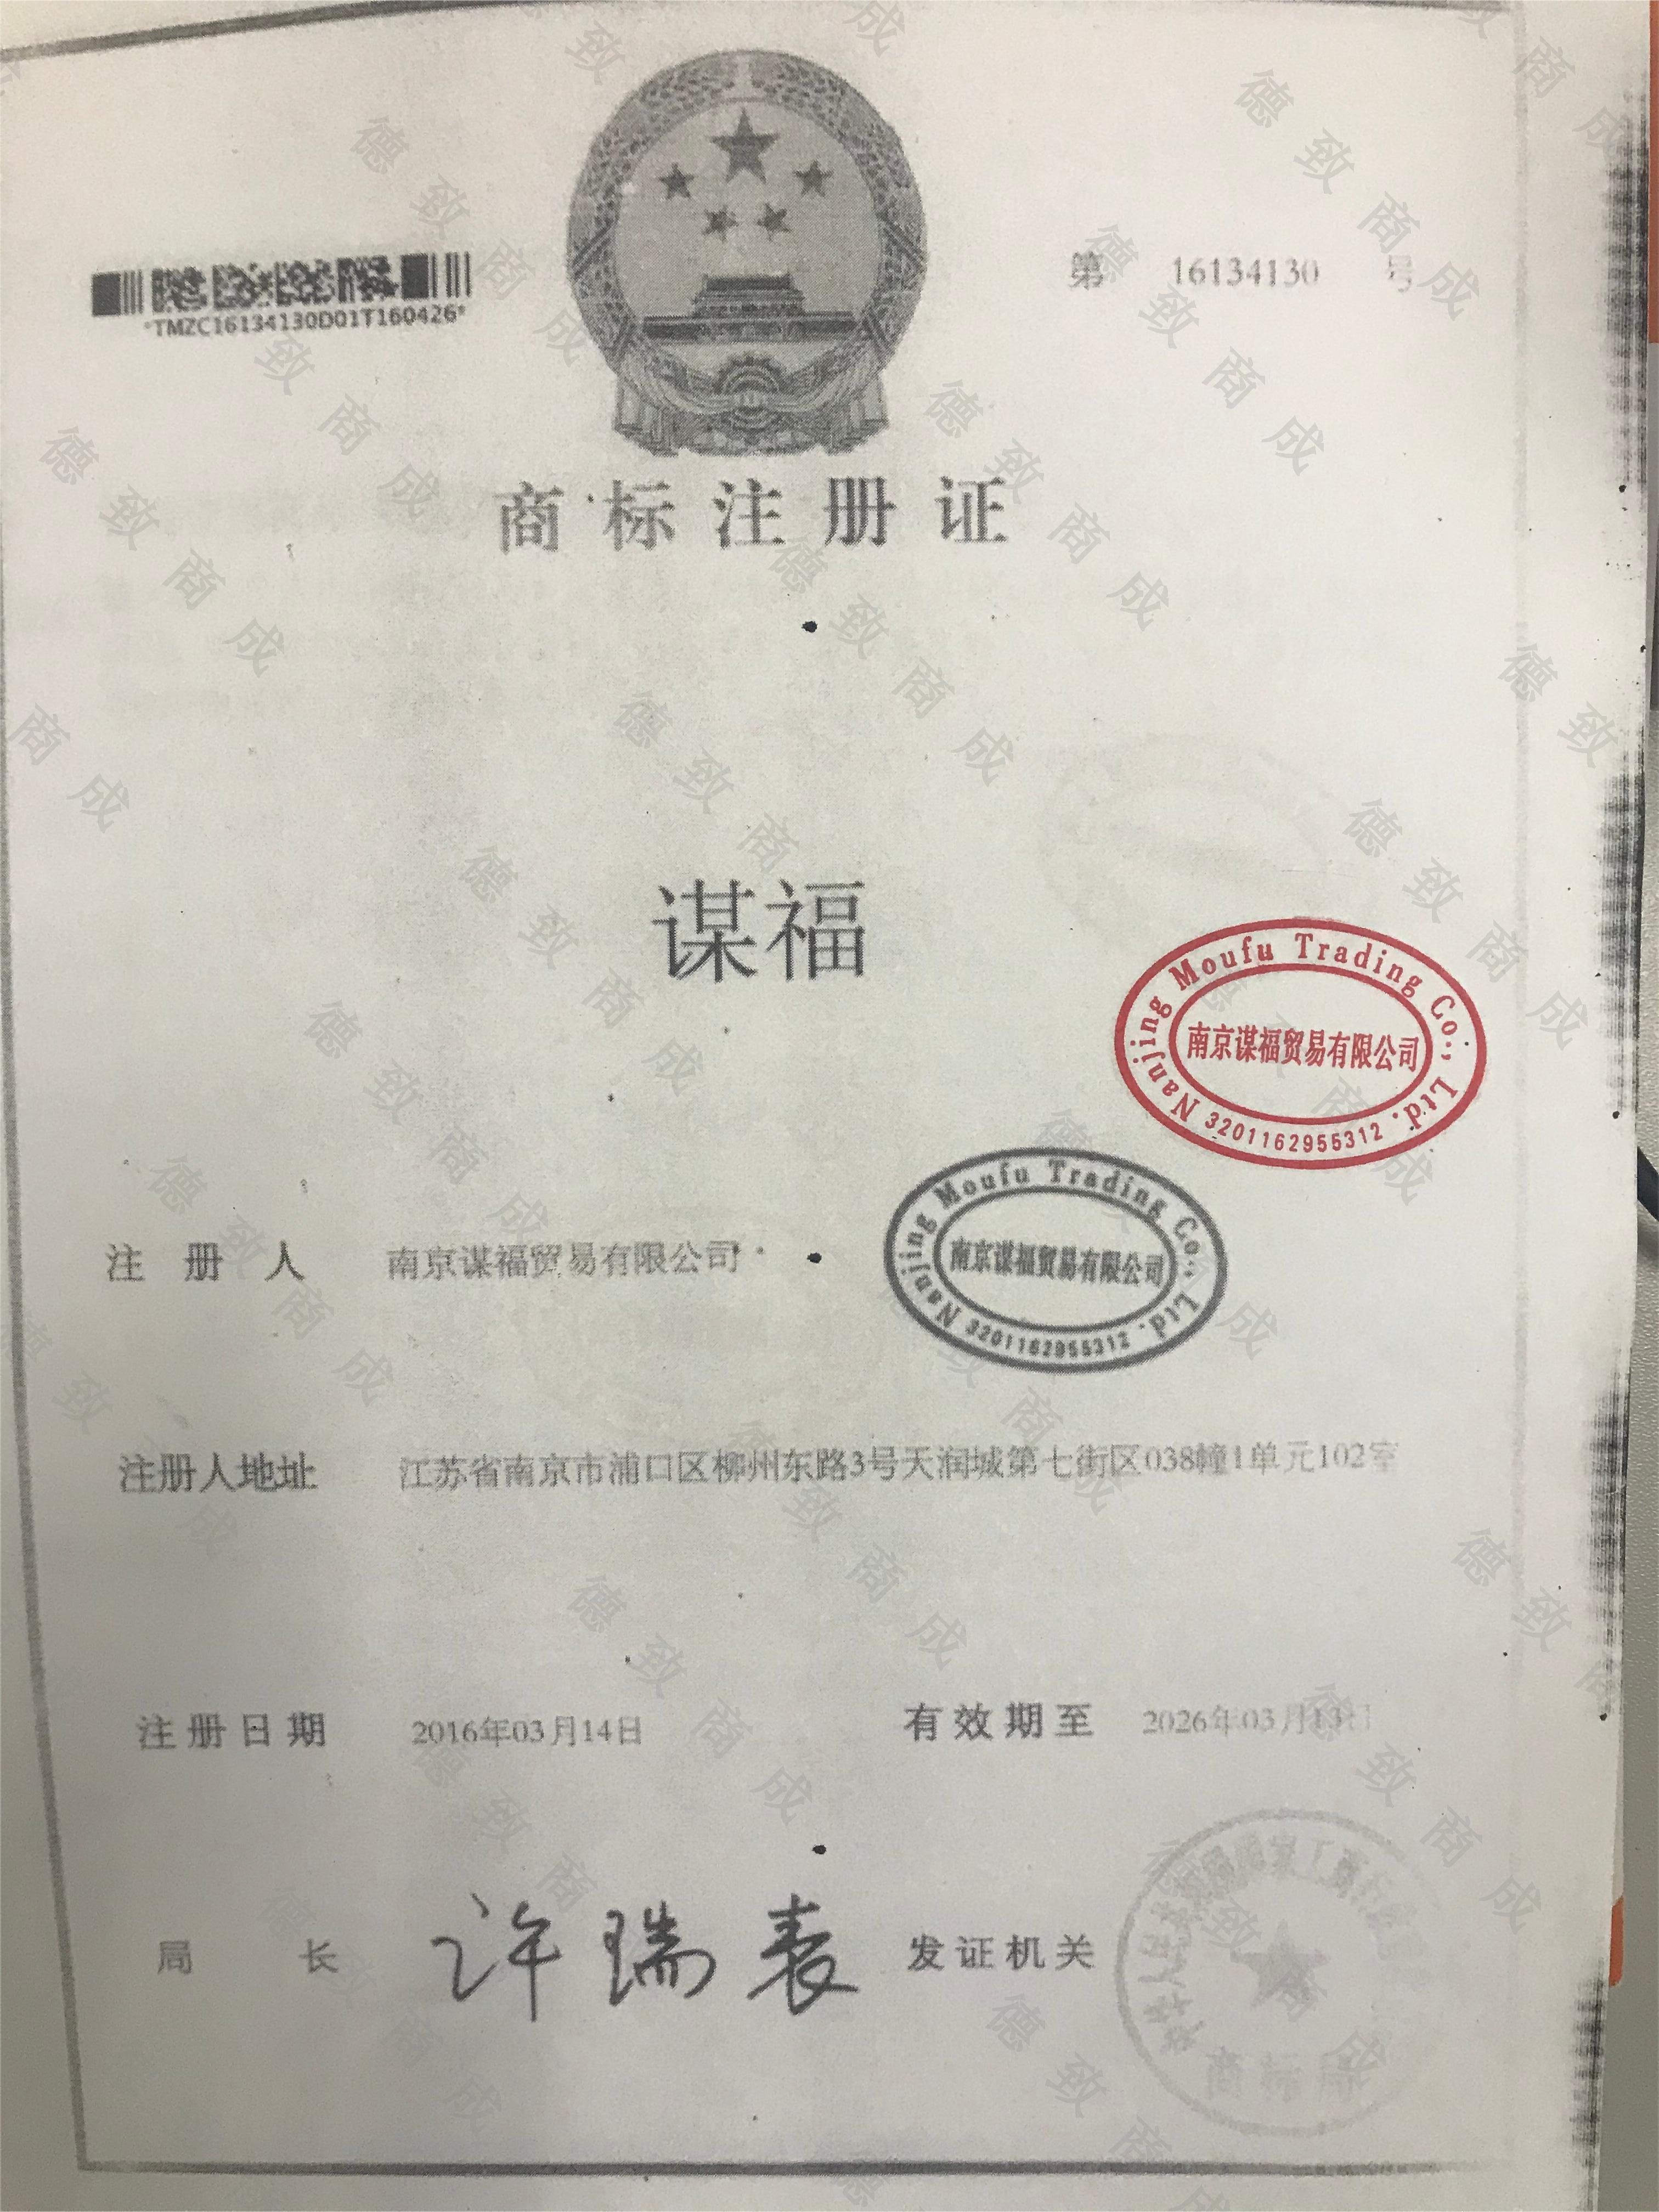 第 16134130 号
*TMZC16134130D01T160426*
商标注册证
谋福
Nanjing Moufu Trading Co., Ltd.
南京谋福贸易有限公司
3201162955312
注册人 南京谋福贸易有限公司
Nanjing Moufu Trading Co., Ltd.
南京谋福贸易有限公司
3201162955312
注册人地址 江苏省南京市浦口区柳州东路3号天润城第七街区038幢1单元102室
注册日期 2016年03月14日 有效期至 2026年03月13日
局长 许瑞表 发证机关
商标局
德致商成